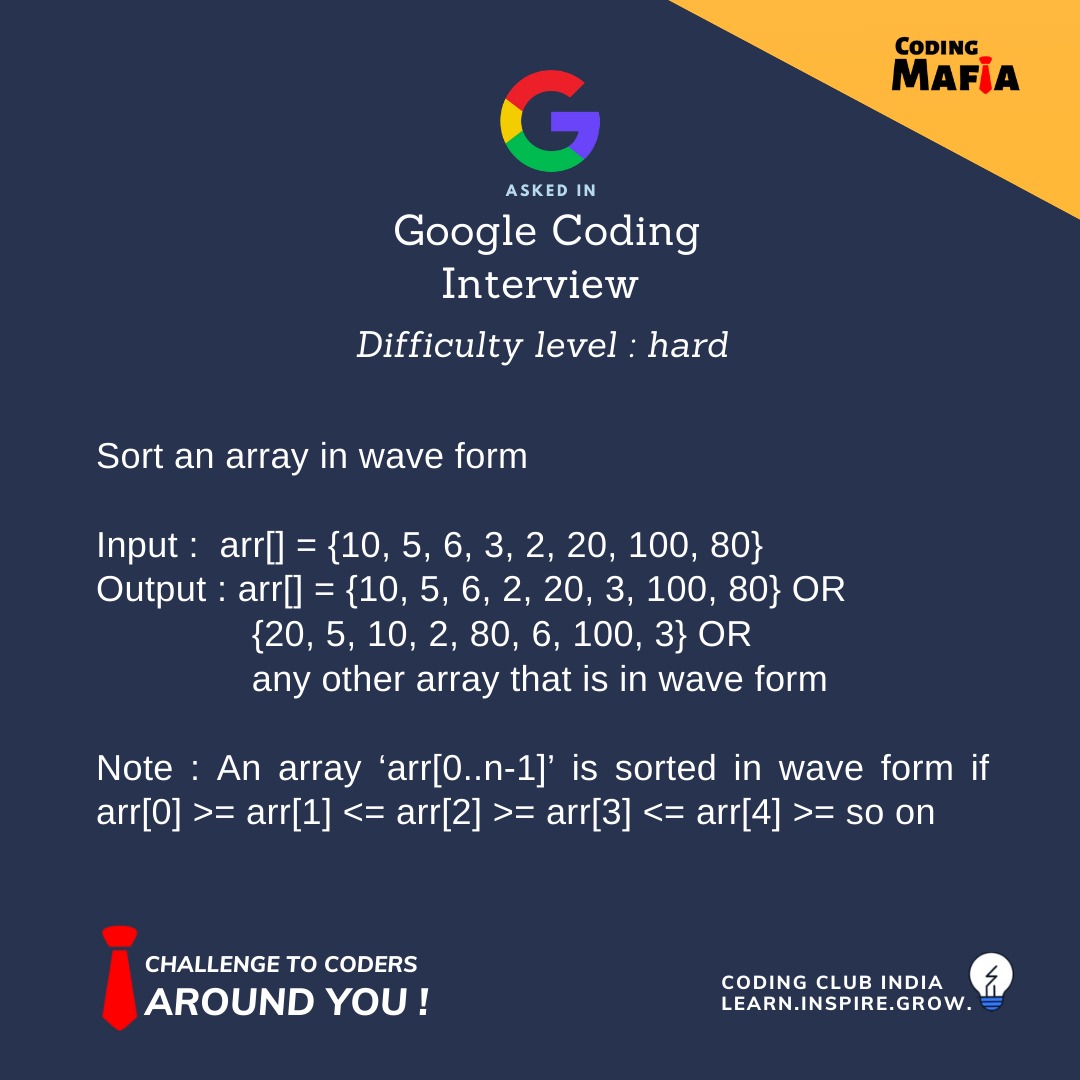 CODING
MAFIA
ASKED IN
Google Coding
Interview
Difficulty level : hard
Sort an array in wave form
Input :  arr[] = {10, 5, 6, 3, 2, 20, 100, 80}
Output : arr[] = {10, 5, 6, 2, 20, 3, 100, 80} OR
{20, 5, 10, 2, 80, 6, 100, 3} OR
any other array that is in wave form
Note : An array ‘arr[0..n-1]’ is sorted in wave form if
arr[0] >= arr[1] <= arr[2] >= arr[3] <= arr[4] >= so on
CHALLENGE TO CODERS
AROUND YOU !
CODING CLUB INDIA
LEARN.INSPIRE.GROW.